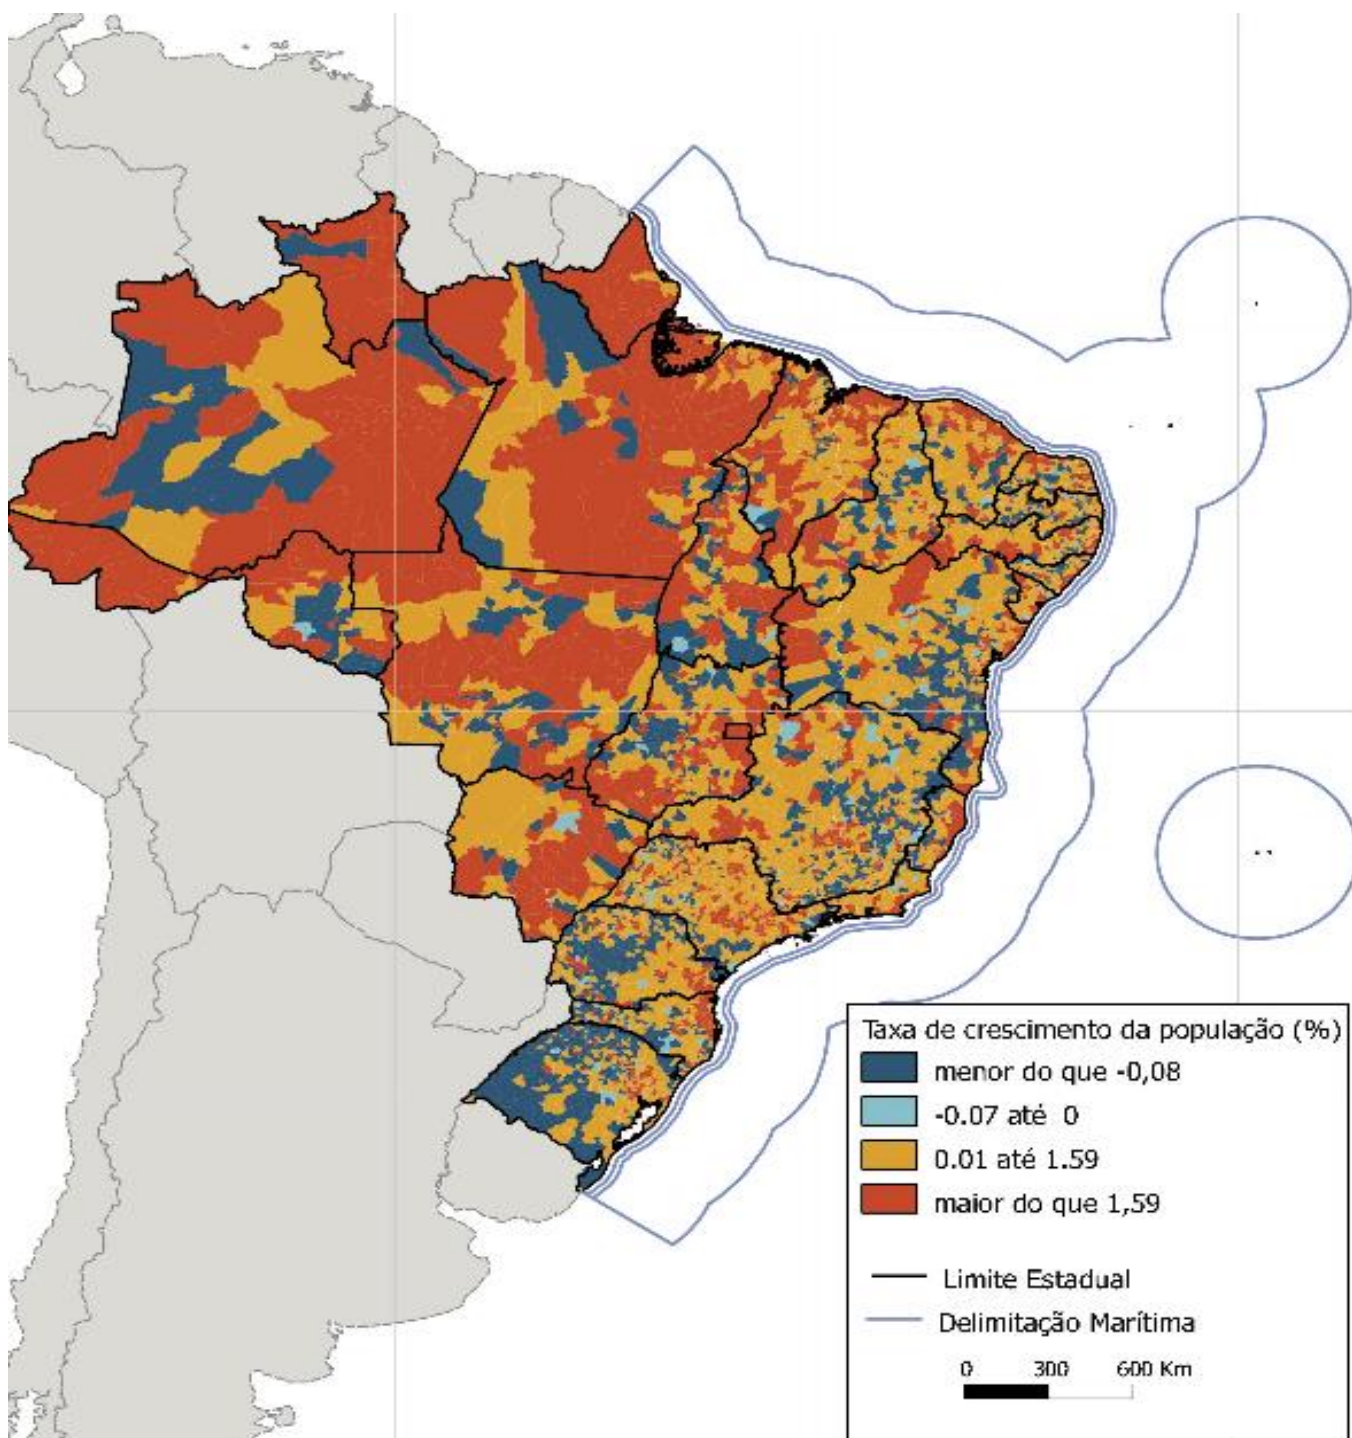 Taxa de crescimento da população (%)
menor do que -0,08
-0.07 até 0
0.01 até 1.59
maior do que 1,59
Limite Estadual
Delimitação Marítima
0 300 600 Km